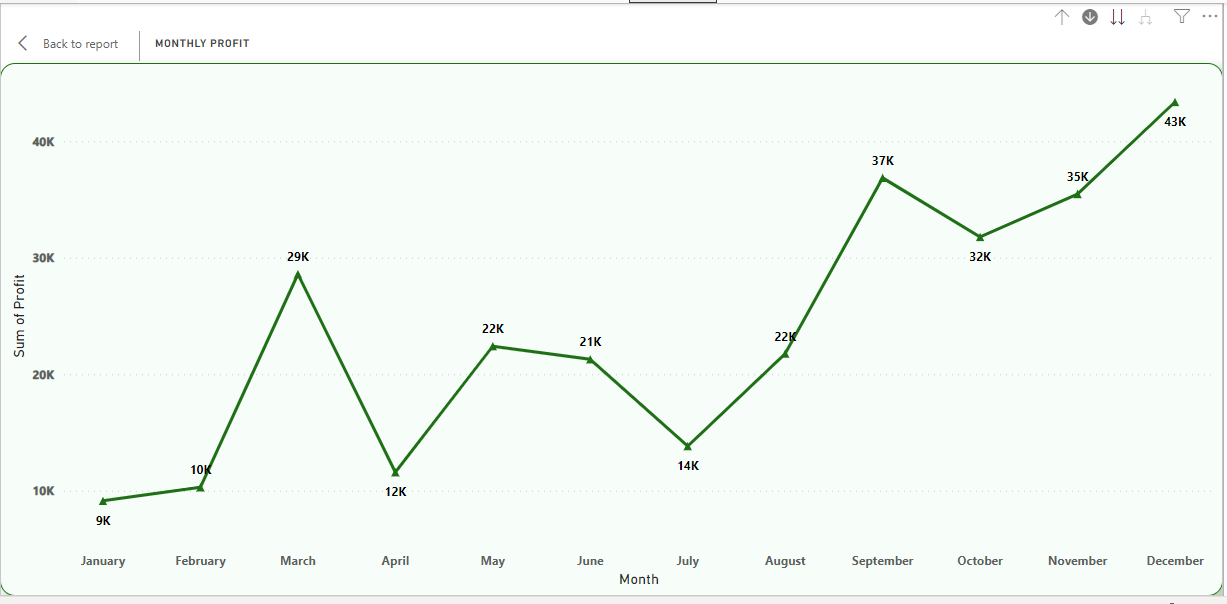 Back to report
MONTHLY PROFIT
Sum of Profit
40K
30K
20K
10K
9K
10K
29K
12K
22K
21K
14K
22K
37K
32K
35K
43K
January February March April May June July August September October November December
Month